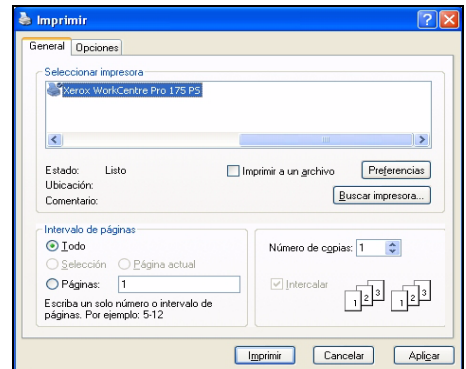 Imprimir
General Opciones
Seleccionar impresora
Xerox WorkCentre Pro 175 PS
Estado: Listo
Imprimir a un archivo
Preferencias
Ubicación:
Comentario:
Buscar impresora...
Intervalo de páginas
Todo
Selección Página actual
Páginas: 1
Escriba un solo número o intervalo de
páginas. Por ejemplo: 5-12
Número de copias: 1
Intercalar
1 2 3 1 2 3
Imprimir Cancelar Aplicar